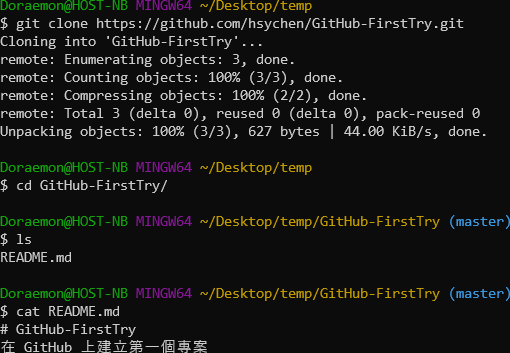 Doraemon@HOST-NB MINGW64 ~/Desktop/temp
$ git clone https://github.com/hsychen/GitHub-FirstTry.git
Cloning into 'GitHub-FirstTry'...
remote: Enumerating objects: 3, done.
remote: Counting objects: 100% (3/3), done.
remote: Compressing objects: 100% (2/2), done.
remote: Total 3 (delta 0), reused 0 (delta 0), pack-reused 0
Unpacking objects: 100% (3/3), 627 bytes | 44.00 KiB/s, done.
Doraemon@HOST-NB MINGW64 ~/Desktop/temp
$ cd GitHub-FirstTry/
Doraemon@HOST-NB MINGW64 ~/Desktop/temp/GitHub-FirstTry (master)
$ ls
README.md
Doraemon@HOST-NB MINGW64 ~/Desktop/temp/GitHub-FirstTry (master)
$ cat README.md
# GitHub-FirstTry
在 GitHub 上建立第一個專案